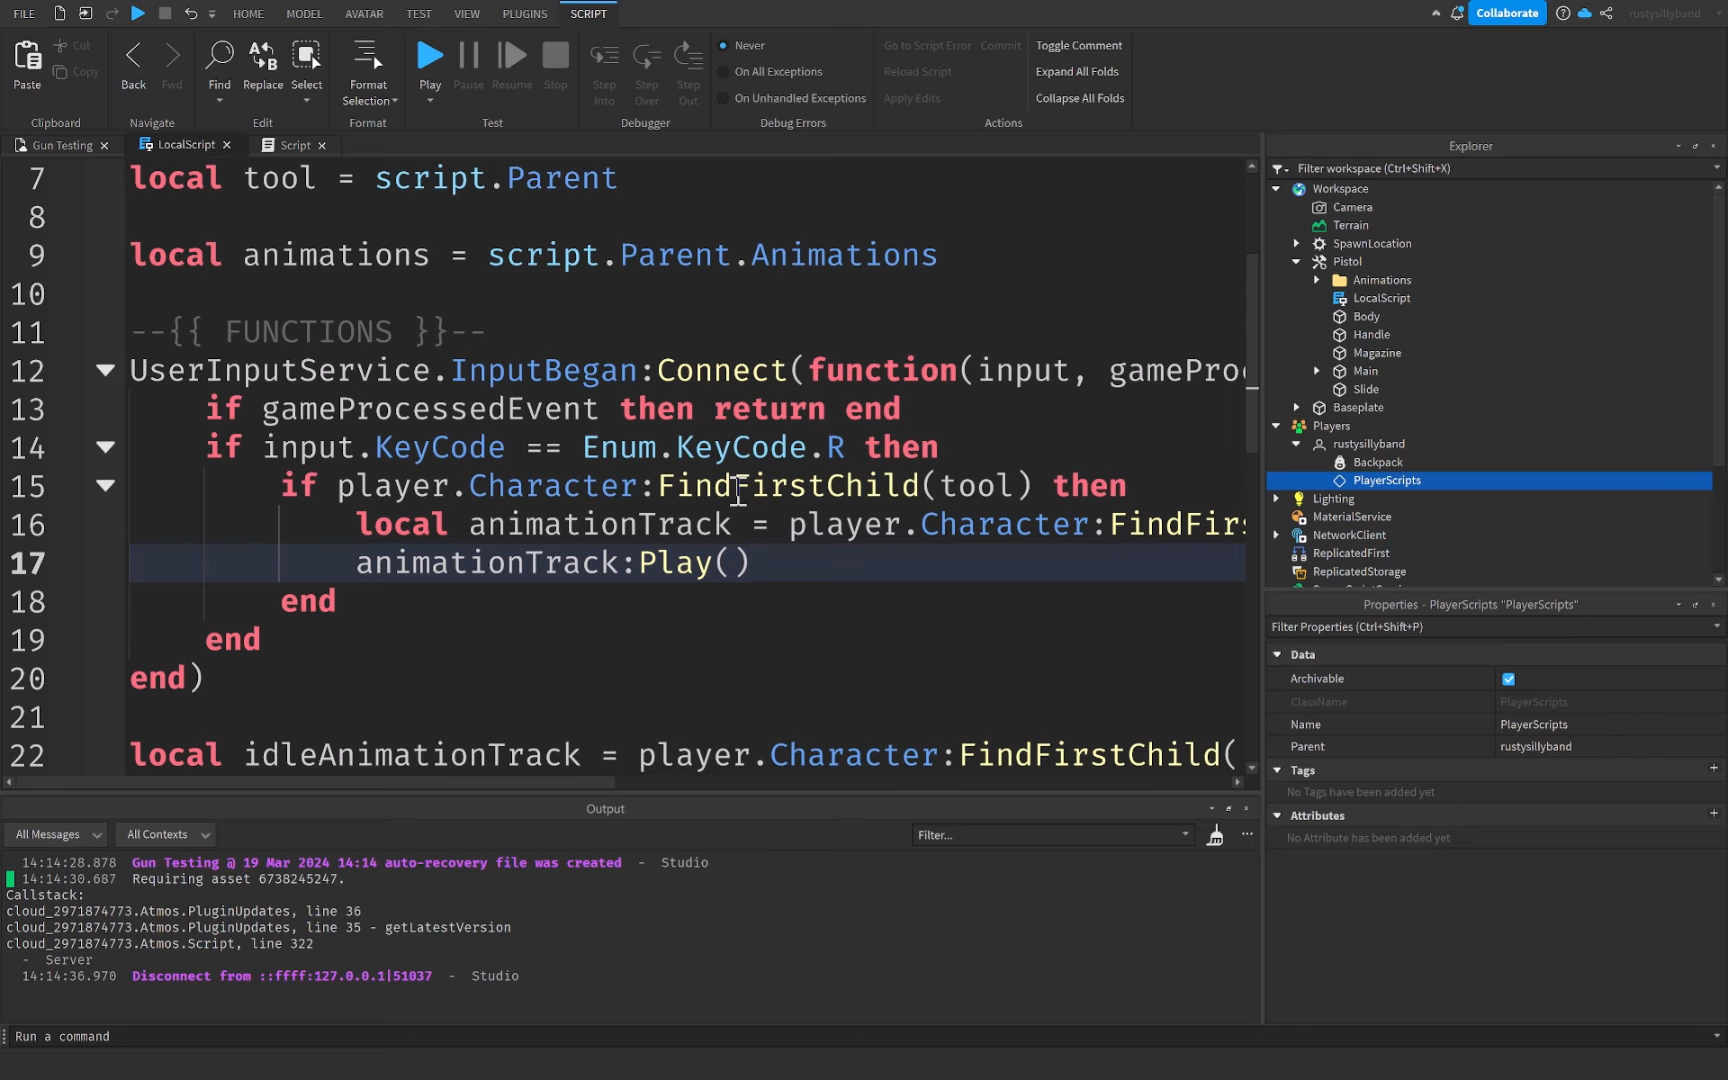 FILE HOME MODEL AVATAR TEST VIEW PLUGINS SCRIPT Collaborate rustysillyband
Paste Cut Copy Back Fwd Find Replace Select Format Selection Play Pause Resume Stop Step Into Step Over Step Out
Never Go to Script Error Commit Toggle Comment
On All Exceptions Reload Script Expand All Folds
On Unhandled Exceptions Apply Edits Collapse All Folds
Clipboard Navigate Edit Format Test Debugger Debug Errors Actions
Gun Testing LocalScript Script
7 local tool = script.Parent
8
9 local animations = script.Parent.Animations
10
11 --{{ FUNCTIONS }}--
12 UserInputService.InputBegan:Connect(function(input, gamePro
13 if gameProcessedEvent then return end
14 if input.KeyCode == Enum.KeyCode.R then
15 if player.Character:FindFirstChild(tool) then
16 local animationTrack = player.Character:FindFirs
17 animationTrack:Play()
18 end
19 end
20 end)
21
22 local idleAnimationTrack = player.Character:FindFirstChild(
Output
All Messages All Contexts Filter...
14:14:28.878 Gun Testing @ 19 Mar 2024 14:14 auto-recovery file was created - Studio
14:14:30.687 Requiring asset 6738245247.
Callstack:
cloud_2971874773.Atmos.PluginUpdates, line 36
cloud_2971874773.Atmos.PluginUpdates, line 35 - getLatestVersion
cloud_2971874773.Atmos.Script, line 322
- Server
14:14:36.970 Disconnect from ::ffff:127.0.0.1|51037 - Studio
Run a command
Explorer
Filter workspace (Ctrl+Shift+X)
Workspace
Camera
Terrain
SpawnLocation
Pistol
Animations
LocalScript
Body
Handle
Magazine
Main
Slide
Baseplate
Players
rustysillyband
Backpack
PlayerScripts
Lighting
MaterialService
NetworkClient
ReplicatedFirst
ReplicatedStorage
Properties - PlayerScripts "PlayerScripts"
Filter Properties (Ctrl+Shift+P)
Data
Archivable
ClassName PlayerScripts
Name PlayerScripts
Parent rustysillyband
Tags
No Tags have been added yet
Attributes
No Attribute has been added yet